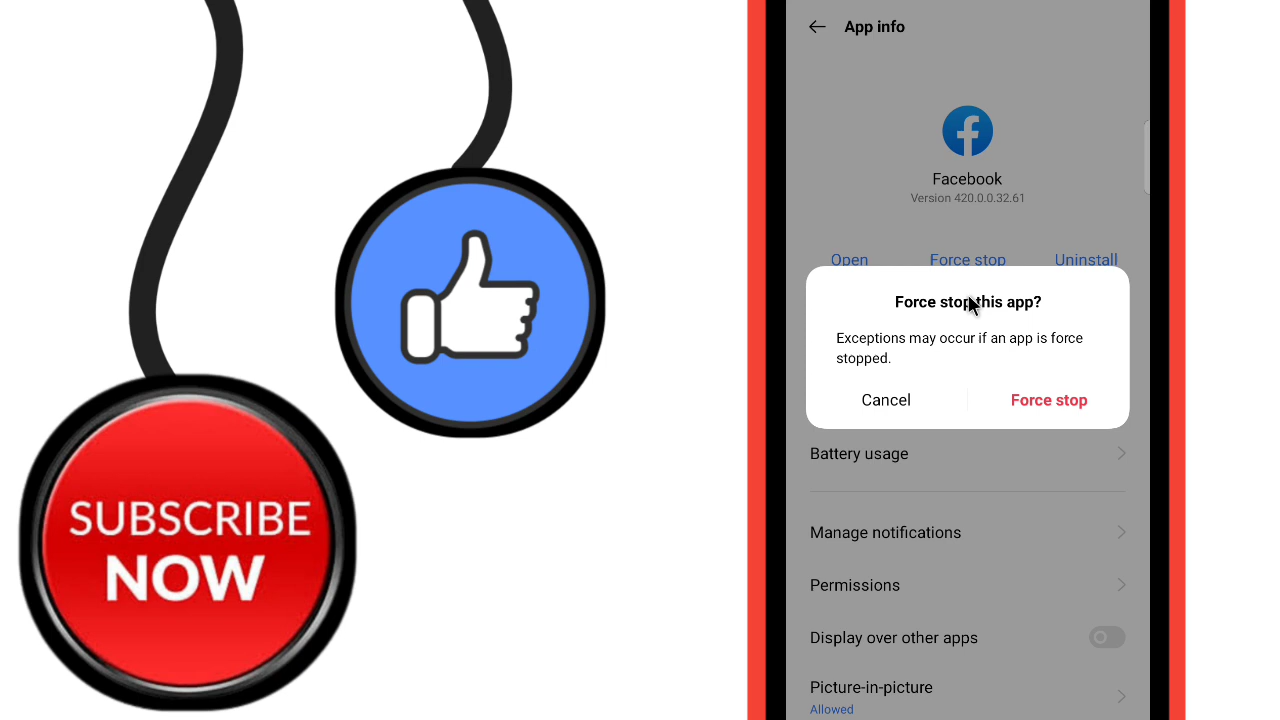 SUBSCRIBE
NOW
App info
Facebook
Version 420.0.0.32.61
Open Force stop Uninstall
Force stop this app?
Exceptions may occur if an app is force
stopped.
Cancel Force stop
Battery usage
Manage notifications
Permissions
Display over other apps
Picture-in-picture
Allowed